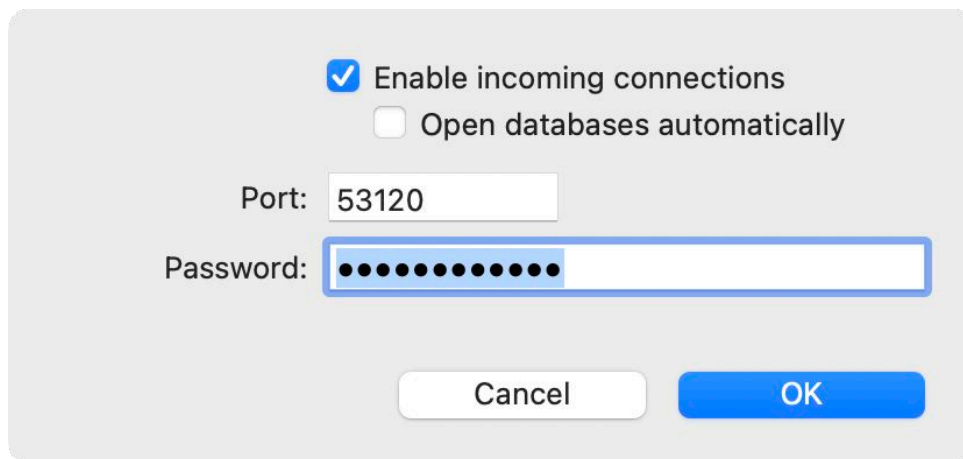 Enable incoming connections
Open databases automatically
Port: 53120
Password: ••••••••••••
Cancel OK